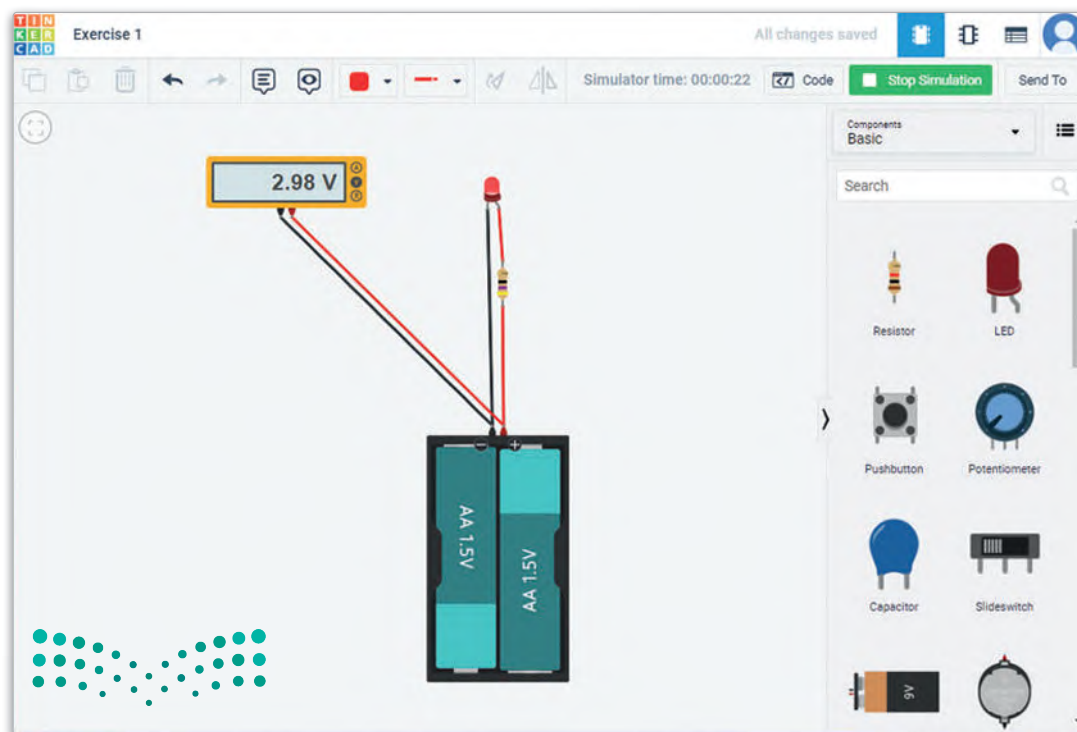 TIN
KER
CAD
Exercise 1
All changes saved
Simulator time: 00:00:22
Code
Stop Simulation
Send To
Components
Basic
Search
2.98 V
A
V
R
Resistor
LED
Pushbutton
Potentiometer
Capacitor
Slideswitch
AA 1.5V
AA 1.5V
9V